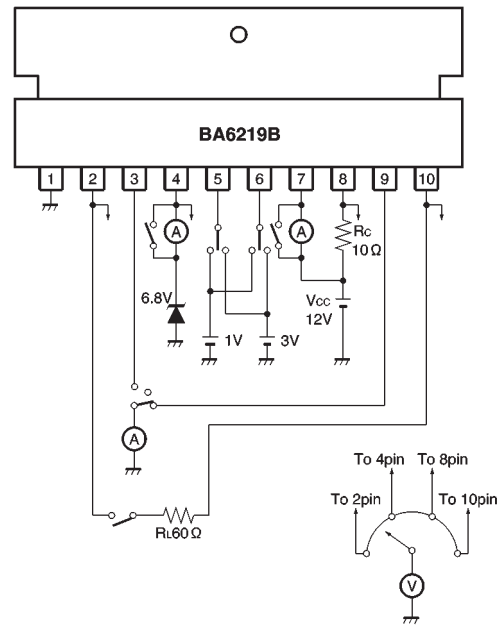 BA6219B
1 2 3 4 5 6 7 8 9 10
A A RC
10Ω
6.8V VCC
12V
1V 3V
A
To 4pin To 8pin
To 2pin To 10pin
RL60Ω
V